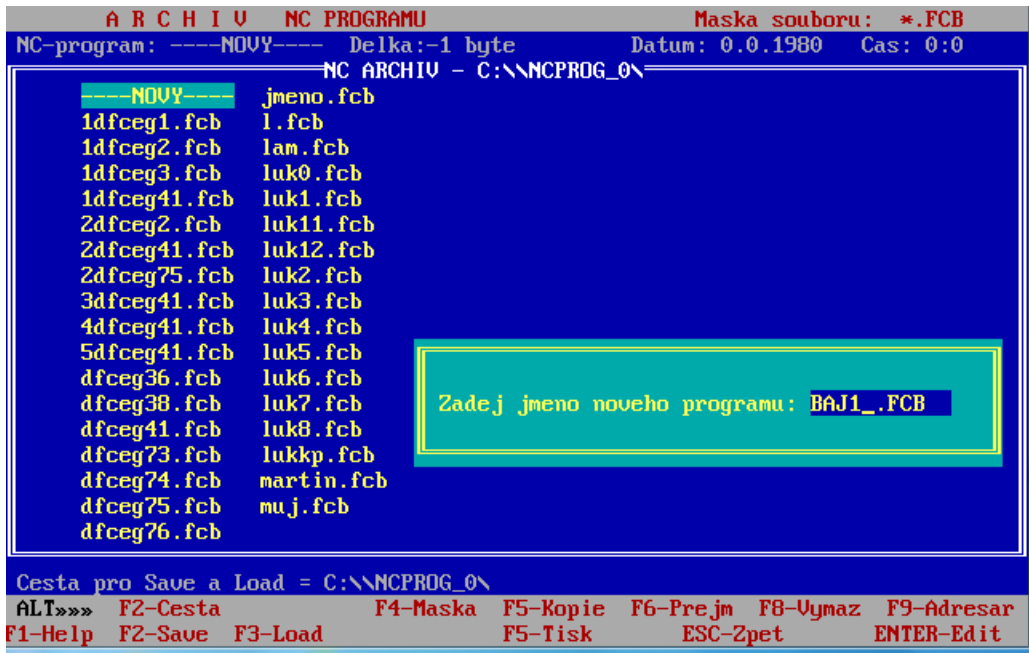 A R C H I V   NC PROGRAMU   Maska souboru:  *.FCB
NC-program: ----NOVY----  Delka:-1 byte   Datum: 0.0.1980   Cas: 0:0
NC ARCHIV - C:\\NCPROG_0\
----NOVY----  jmeno.fcb
1dfceg1.fcb  l.fcb
1dfceg2.fcb  lam.fcb
1dfceg3.fcb  luk0.fcb
1dfceg41.fcb  luk1.fcb
2dfceg2.fcb  luk11.fcb
2dfceg41.fcb  luk12.fcb
2dfceg75.fcb  luk2.fcb
3dfceg41.fcb  luk3.fcb
4dfceg41.fcb  luk4.fcb
5dfceg41.fcb  luk5.fcb
dfceg36.fcb  luk6.fcb
dfceg38.fcb  luk7.fcb  Zadej jmeno noveho programu: BAJ1_.FCB
dfceg41.fcb  luk8.fcb
dfceg73.fcb  lukkp.fcb
dfceg74.fcb  martin.fcb
dfceg75.fcb  muj.fcb
dfceg76.fcb
Cesta pro Save a Load = C:\\NCPROG_0\
ALT»»»  F2-Cesta  F4-Maska  F5-Kopie  F6-Prejm  F8-Vymaz  F9-Adresar
F1-Help  F2-Save  F3-Load  F5-Tisk  ESC-Zpet  ENTER-Edit